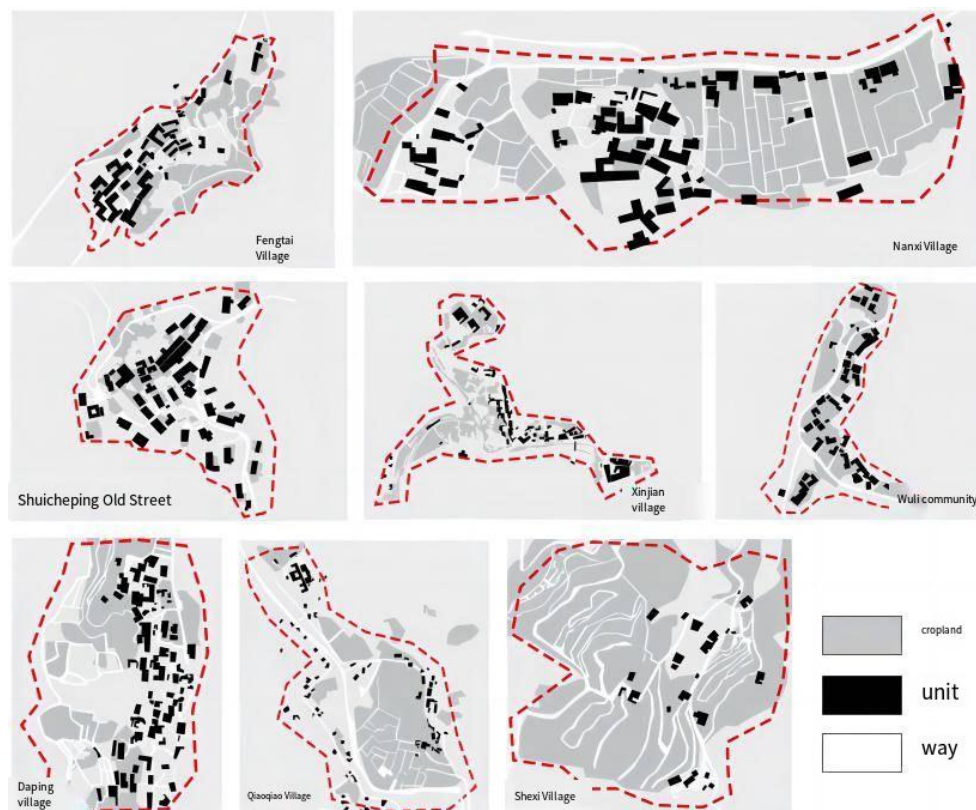 Fengtai
Village
Nanxi Village
Shuicheping Old Street
Xinjian
village
Wuli community
Daping
village
Qiaoqiao Village
Shexi Village
cropland
unit
way